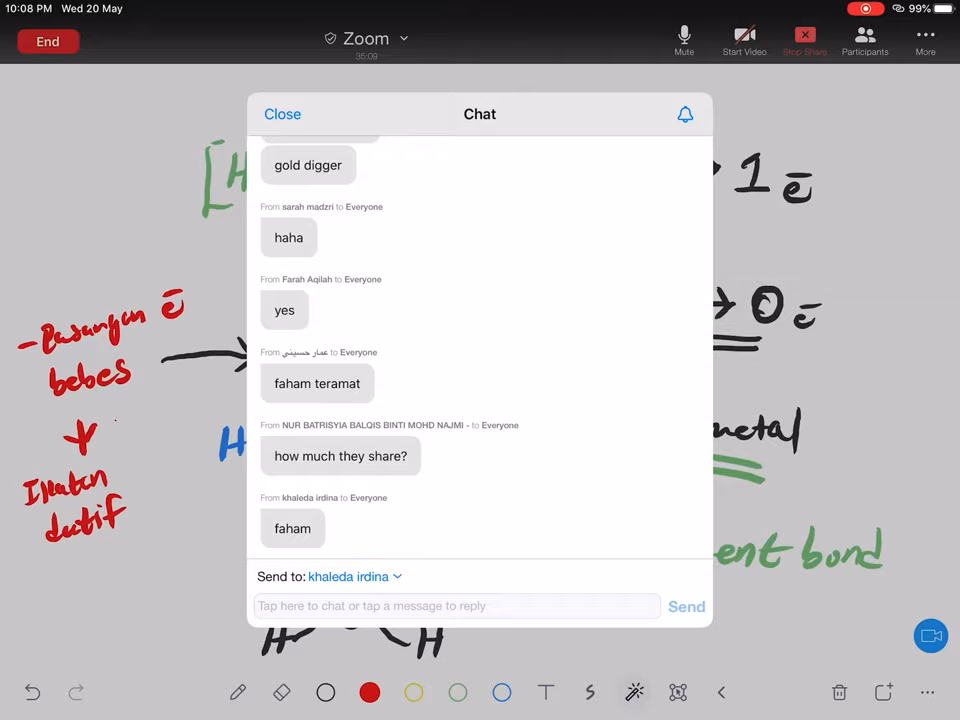 10:08 PM Wed 20 May
99%
End
Zoom
35:09
Mute
Start Video
Stop Share
Participants
More
Close
Chat
gold digger
From sarah madzri to Everyone
haha
From Farah Aqilah to Everyone
yes
From عمار حسيني to Everyone
faham teramat
From NUR BATRISYIA BALQIS BINTI MOHD NAJMI - to Everyone
how much they share?
From khaleda irdina to Everyone
faham
Send to: khaleda irdina
Tap here to chat or tap a message to reply
Send
[H
1 ē
- Pasangan ē
bebes
→ 0 ē
H
metal
Ikatan
datif
ent bond
H
H
T